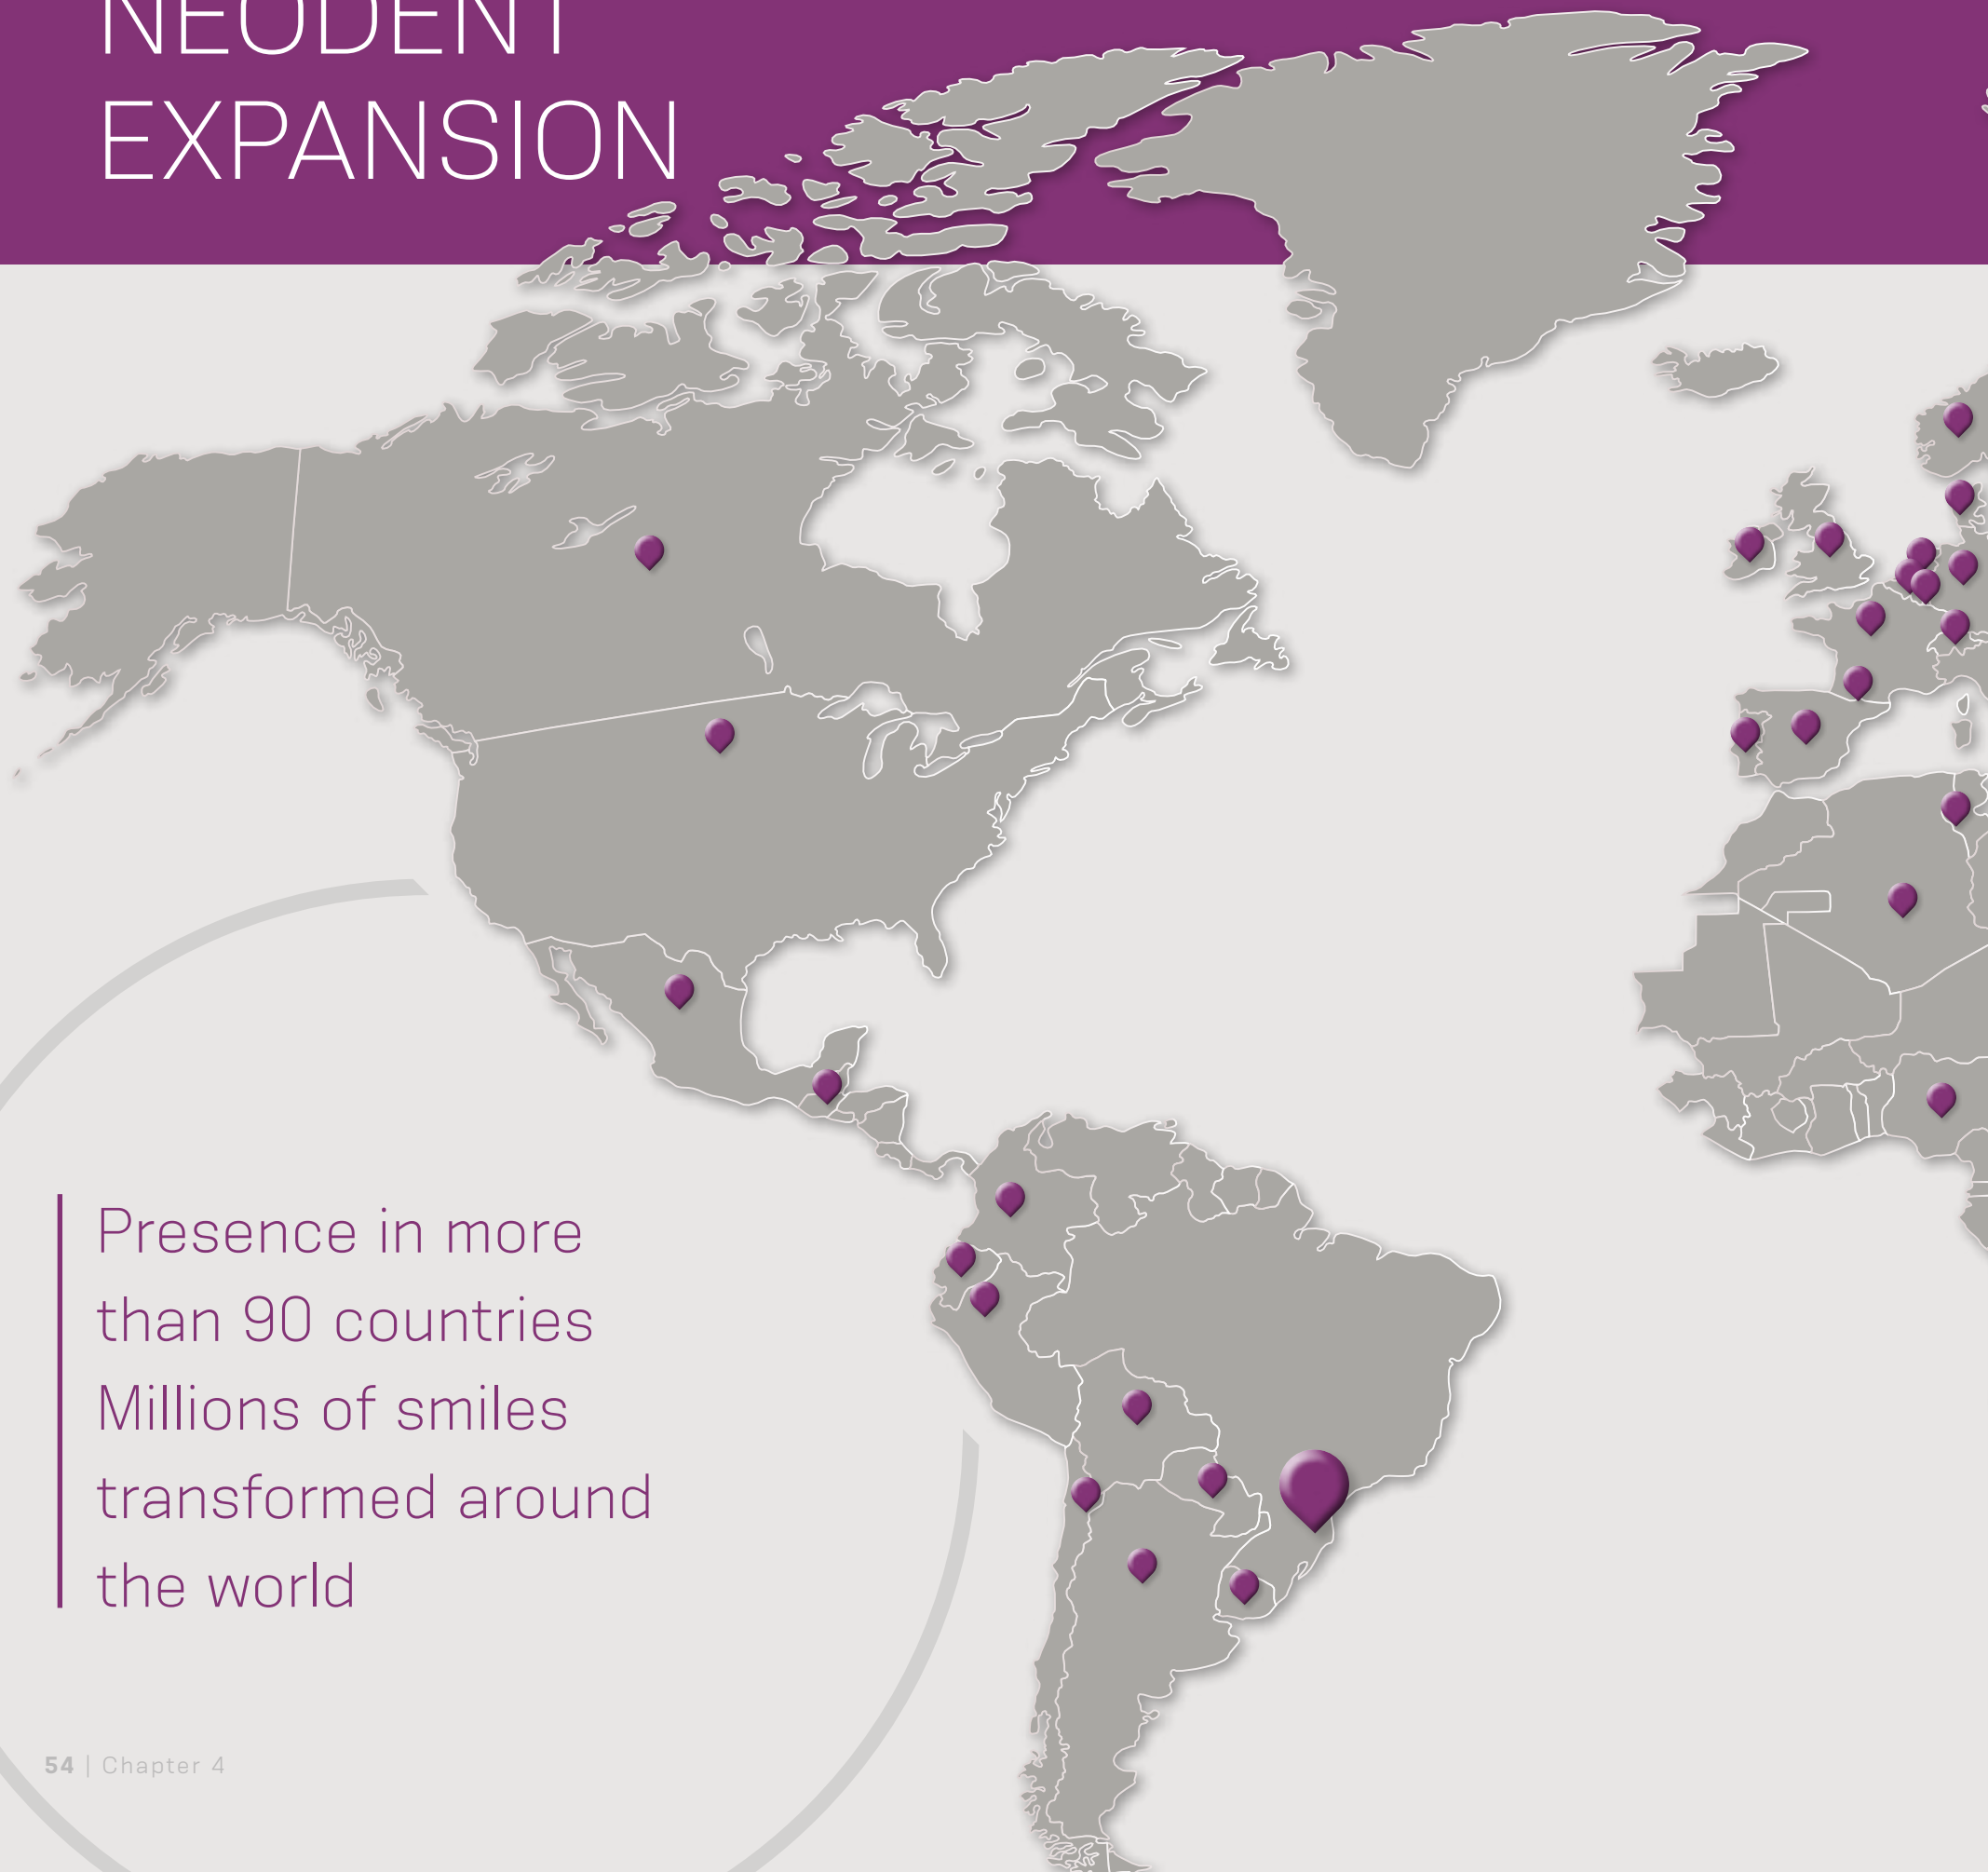 NEODENT
EXPANSION
Presence in more
than 90 countries
Millions of smiles
transformed around
the world
54 | Chapter 4